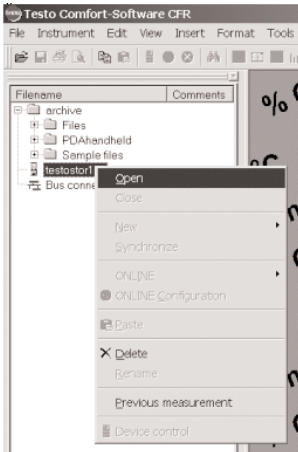 Testo Comfort-Software CFR
File Instrument Edit View Insert Format Tools
Filename Comments
archive
Files
PDAhandheld
Sample files
testostor1
Bus conne
Open
Close
New
Synchronize
ONLINE
ONLINE Configuration
Paste
Delete
Rename
Previous measurement
Device control
%
°C